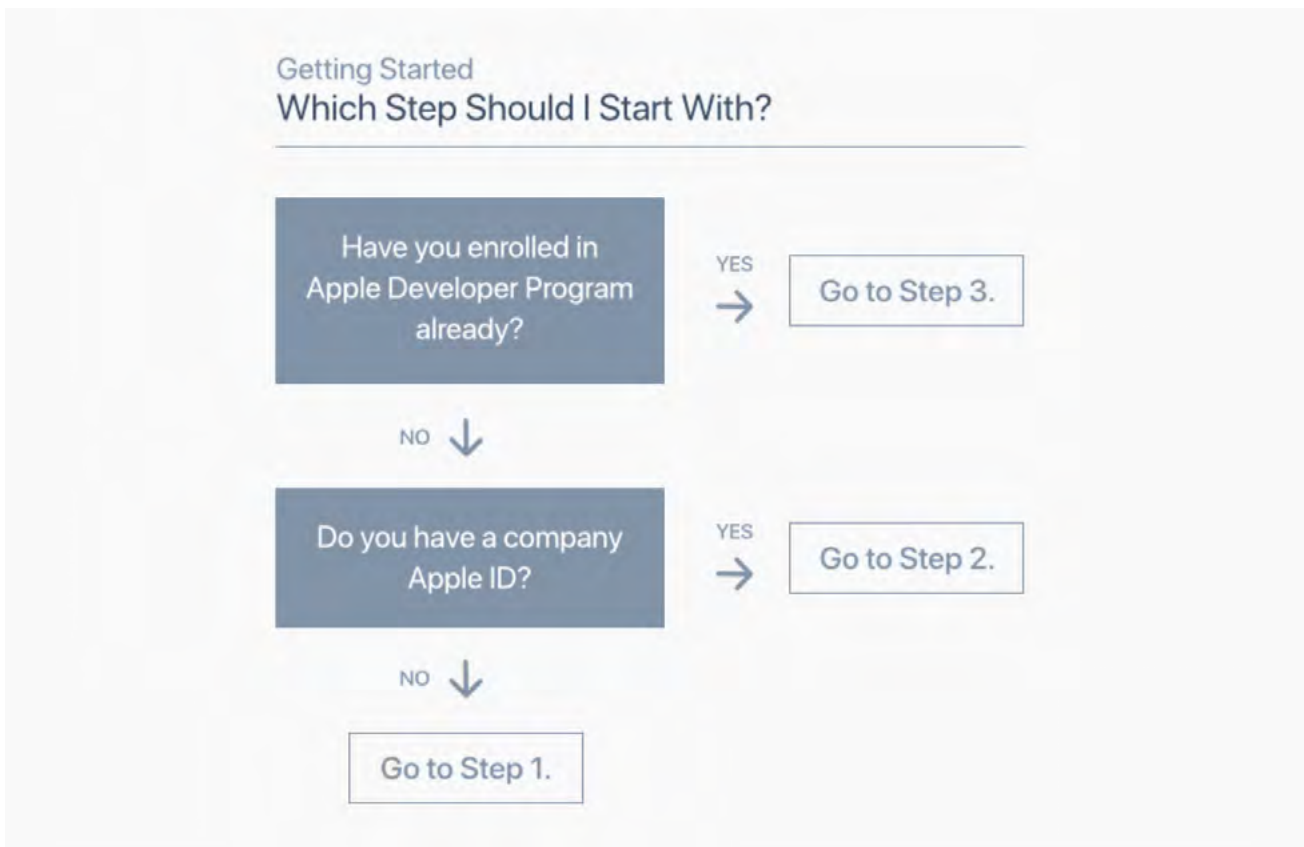 Getting Started
Which Step Should I Start With?
Have you enrolled in
Apple Developer Program
already?
YES
Go to Step 3.
NO
Do you have a company
Apple ID?
YES
Go to Step 2.
NO
Go to Step 1.